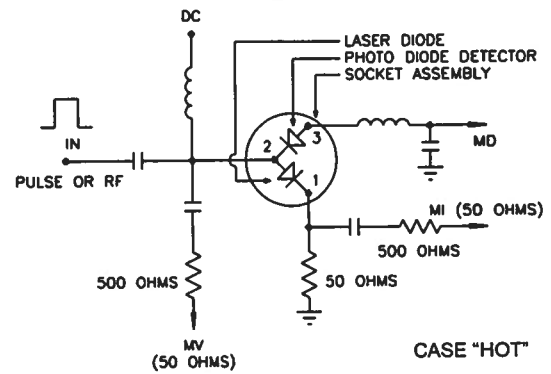 DC
LASER DIODE
PHOTO DIODE DETECTOR
SOCKET ASSEMBLY
IN
PULSE OR RF
2
3
1
MD
MI (50 OHMS)
500 OHMS
500 OHMS
50 OHMS
MV
(50 OHMS)
CASE "HOT"